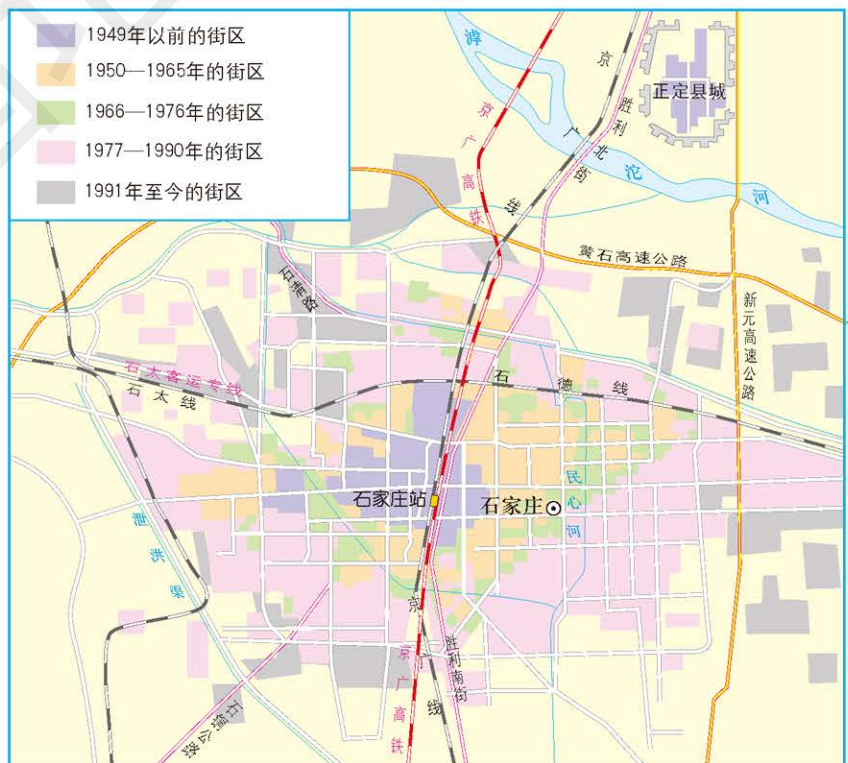 1949年以前的街区
1950—1965年的街区
1966—1976年的街区
1977—1990年的街区
1991年至今的街区
滹
沱
河
正定县城
京广高铁
京广线
胜利北街
黄石高速公路
新元高速公路
石清路
石太客运专线
石太线
石德线
石家庄站
石家庄
民心河
泄洪渠
京广线
京广高铁
胜利南街
石铜公路